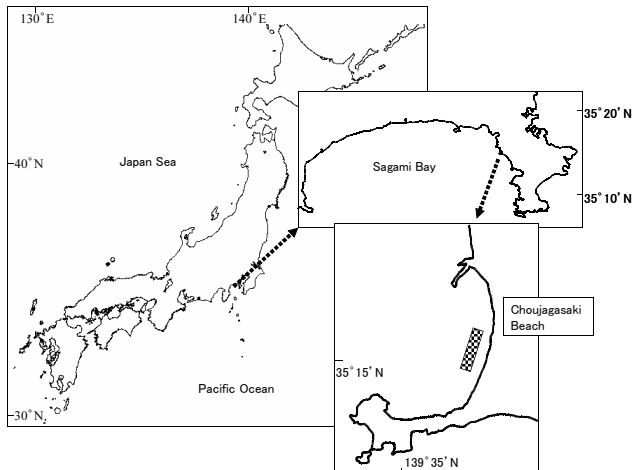 130°E
140°E
35°20' N
Japan Sea
Sagami Bay
40°N
35°10' N
Choujagasaki
Beach
35°15' N
Pacific Ocean
30°N
139°35' N